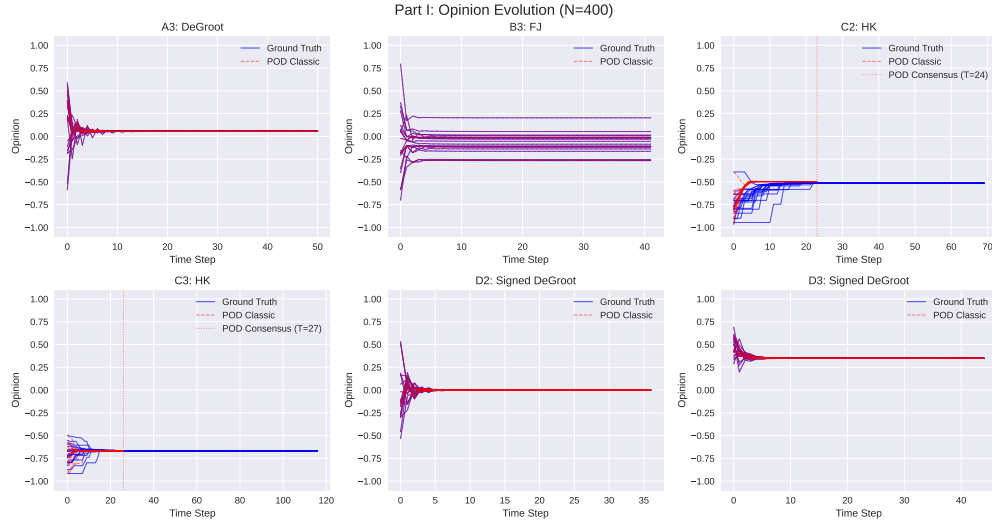 Part I: Opinion Evolution (N=400)
A3: DeGroot
1.00
0.75
0.50
0.25
0.00
−0.25
−0.50
−0.75
−1.00
Opinion
Ground Truth
POD Classic
0 10 20 30 40 50
Time Step
B3: FJ
1.00
0.75
0.50
0.25
0.00
−0.25
−0.50
−0.75
−1.00
Opinion
Ground Truth
POD Classic
0 10 20 30 40
Time Step
C2: HK
1.00
0.75
0.50
0.25
0.00
−0.25
−0.50
−0.75
−1.00
Opinion
Ground Truth
POD Classic
POD Consensus (T=24)
0 10 20 30 40 50 60 70
Time Step
C3: HK
1.00
0.75
0.50
0.25
0.00
−0.25
−0.50
−0.75
−1.00
Opinion
Ground Truth
POD Classic
POD Consensus (T=27)
0 20 40 60 80 100 120
Time Step
D2: Signed DeGroot
1.00
0.75
0.50
0.25
0.00
−0.25
−0.50
−0.75
−1.00
Opinion
Ground Truth
POD Classic
0 5 10 15 20 25 30 35
Time Step
D3: Signed DeGroot
1.00
0.75
0.50
0.25
0.00
−0.25
−0.50
−0.75
−1.00
Opinion
Ground Truth
POD Classic
0 10 20 30 40
Time Step